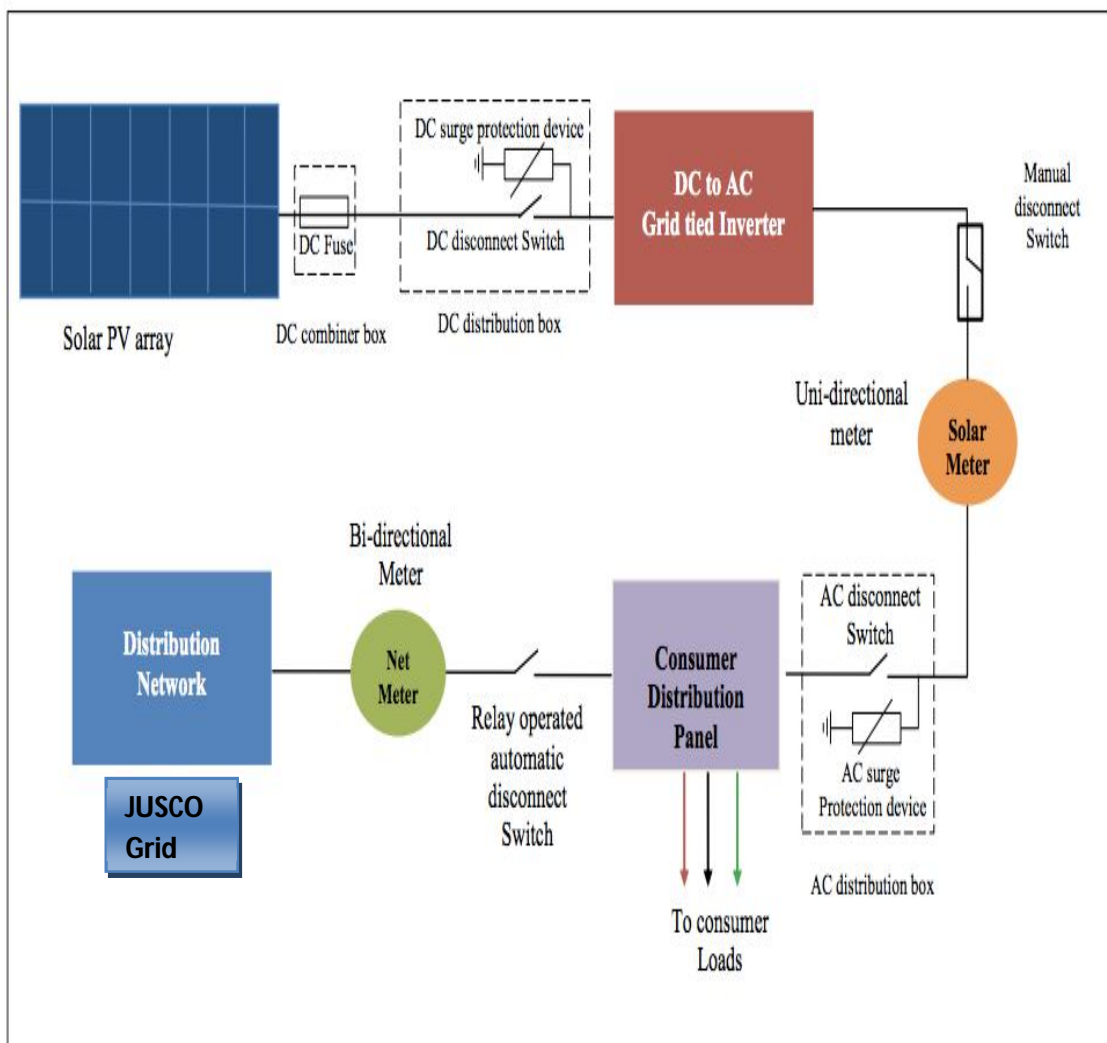 DC surge protection device
DC Fuse
DC disconnect Switch
DC to AC
Grid tied Inverter
Manual
disconnect
Switch
Solar PV array
DC combiner box
DC distribution box
Uni-directional
meter
Solar
Meter
Bi-directional
Meter
Distribution
Network
Net
Meter
Relay operated
automatic
disconnect
Switch
Consumer
Distribution
Panel
AC disconnect
Switch
AC surge
Protection device
AC distribution box
JUSCO
Grid
To consumer
Loads